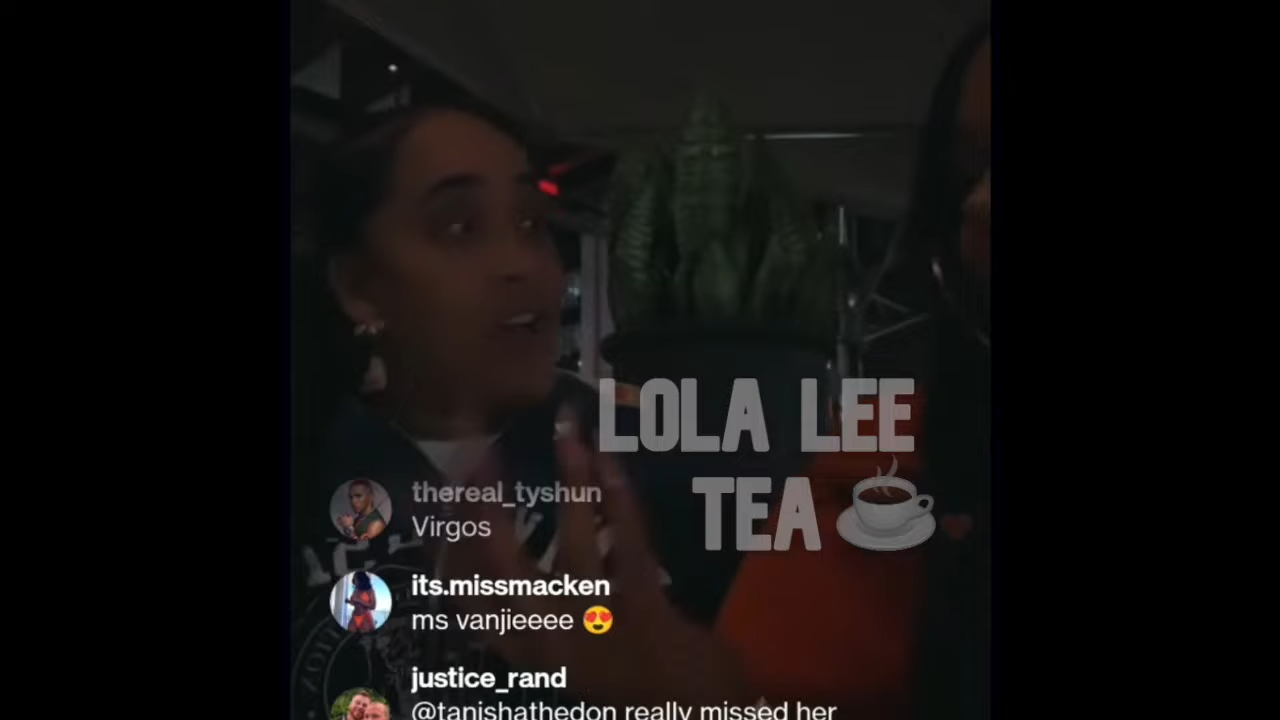 LOLA LEE
TEA
thereal_tyshun
Virgos
its.missmacken
ms vanjieeee 😍
justice_rand
@tanishathedon really missed her